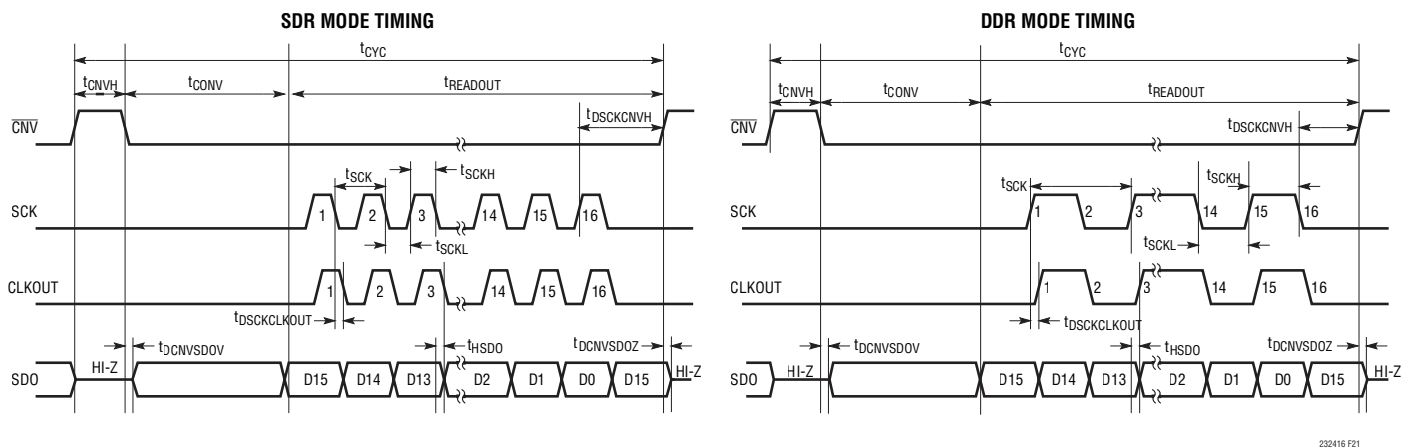 SDR MODE TIMING
tCYC
tCNVH
tCONV
tREADOUT
tDSCKCNVH
CNV
tSCK
tSCKH
SCK
1 2 3 14 15 16
tSCKL
CLKOUT
1 2 3 14 15 16
tDSCKCLKOUT
tDCNVSDOV
tHSDO
tDCNVSDOZ
SDO
HI-Z
D15 D14 D13 D2 D1 D0 D15
HI-Z
DDR MODE TIMING
tCYC
tCNVH
tCONV
tREADOUT
tDSCKCNVH
CNV
tSCK
tSCKH
SCK
1 2 3 14 15 16
tSCKL
CLKOUT
1 2 3 14 15 16
tDSCKCLKOUT
tDCNVSDOV
tHSDO
tDCNVSDOZ
SDO
HI-Z
D15 D14 D13 D2 D1 D0 D15
HI-Z
232416 F21